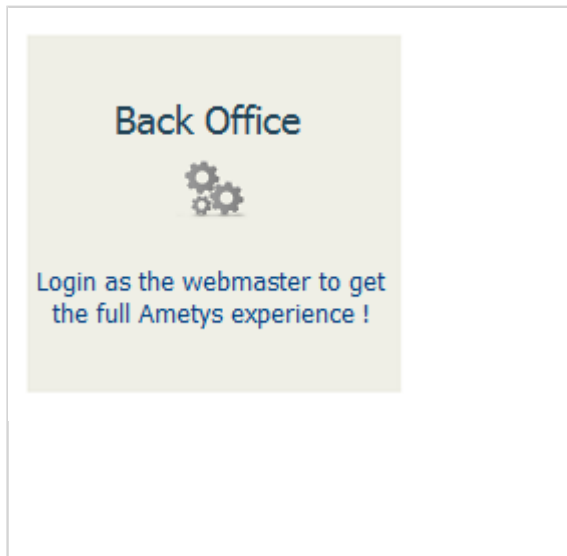 Back Office
Login as the webmaster to get
the full Ametys experience !